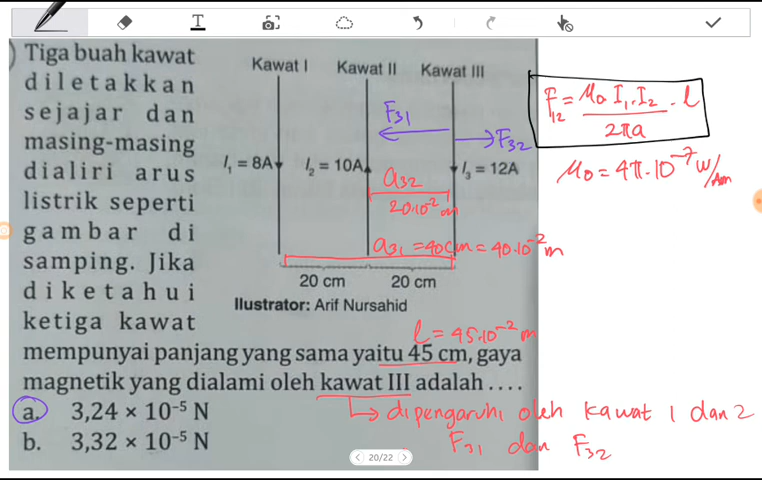 ) Tiga buah kawat
diletakkan
sejajar dan
masing-masing
dialiri arus
listrik seperti
gambar di
samping. Jika
diketahui
ketiga kawat
mempunyai panjang yang sama yaitu 45 cm, gaya
magnetik yang dialami oleh kawat III adalah . . . .
a. 3,24 × 10⁻⁵ N
b. 3,32 × 10⁻⁵ N
Kawat I Kawat II Kawat III
F₃₁
F₃₂
I₁ = 8A I₂ = 10A I₃ = 12A
a₃₂
20.10⁻² m
a₃₁ = 40cm = 40.10⁻² m
20 cm 20 cm
Ilustrator: Arif Nursahid
l = 45.10⁻² m
F₁₂ = μ₀ I₁.I₂ . l
2πa
μ₀ = 4π.10⁻⁷ w/Am
↳ dipengaruhi oleh kawat 1 dan 2
F₃₁ dan F₃₂
T
< 20/22 >